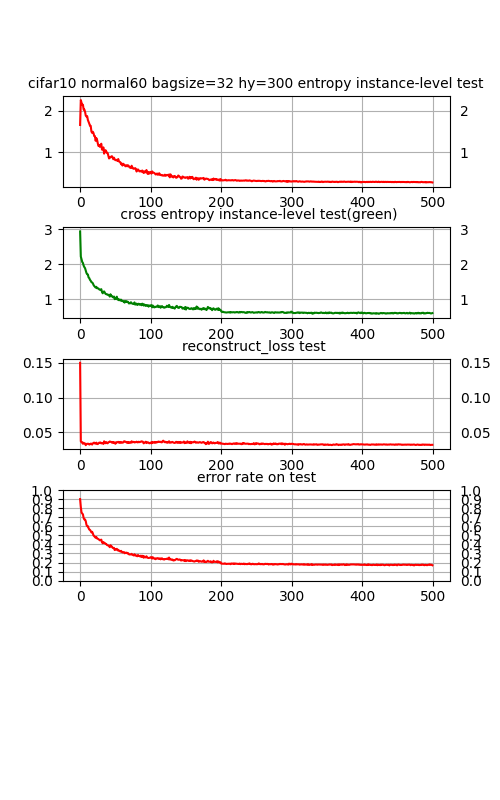 cifar10 normal60 bagsize=32 hy=300 entropy instance-level test
2 2
1 1
0 100 200 300 400 500
cross entropy instance-level test(green)
3
2 2
1 1
0 100 200 300 400 500
reconstruct_loss test
0.15 0.15
0.10 0.10
0.05 0.05
0 100 200 300 400 500
error rate on test
1.0 1.0
0.9 0.9
0.8 0.8
0.7 0.7
0.6 0.6
0.5 0.5
0.4 0.4
0.3 0.3
0.2 0.2
0.1 0.1
0.0 0.0
0 100 200 300 400 500